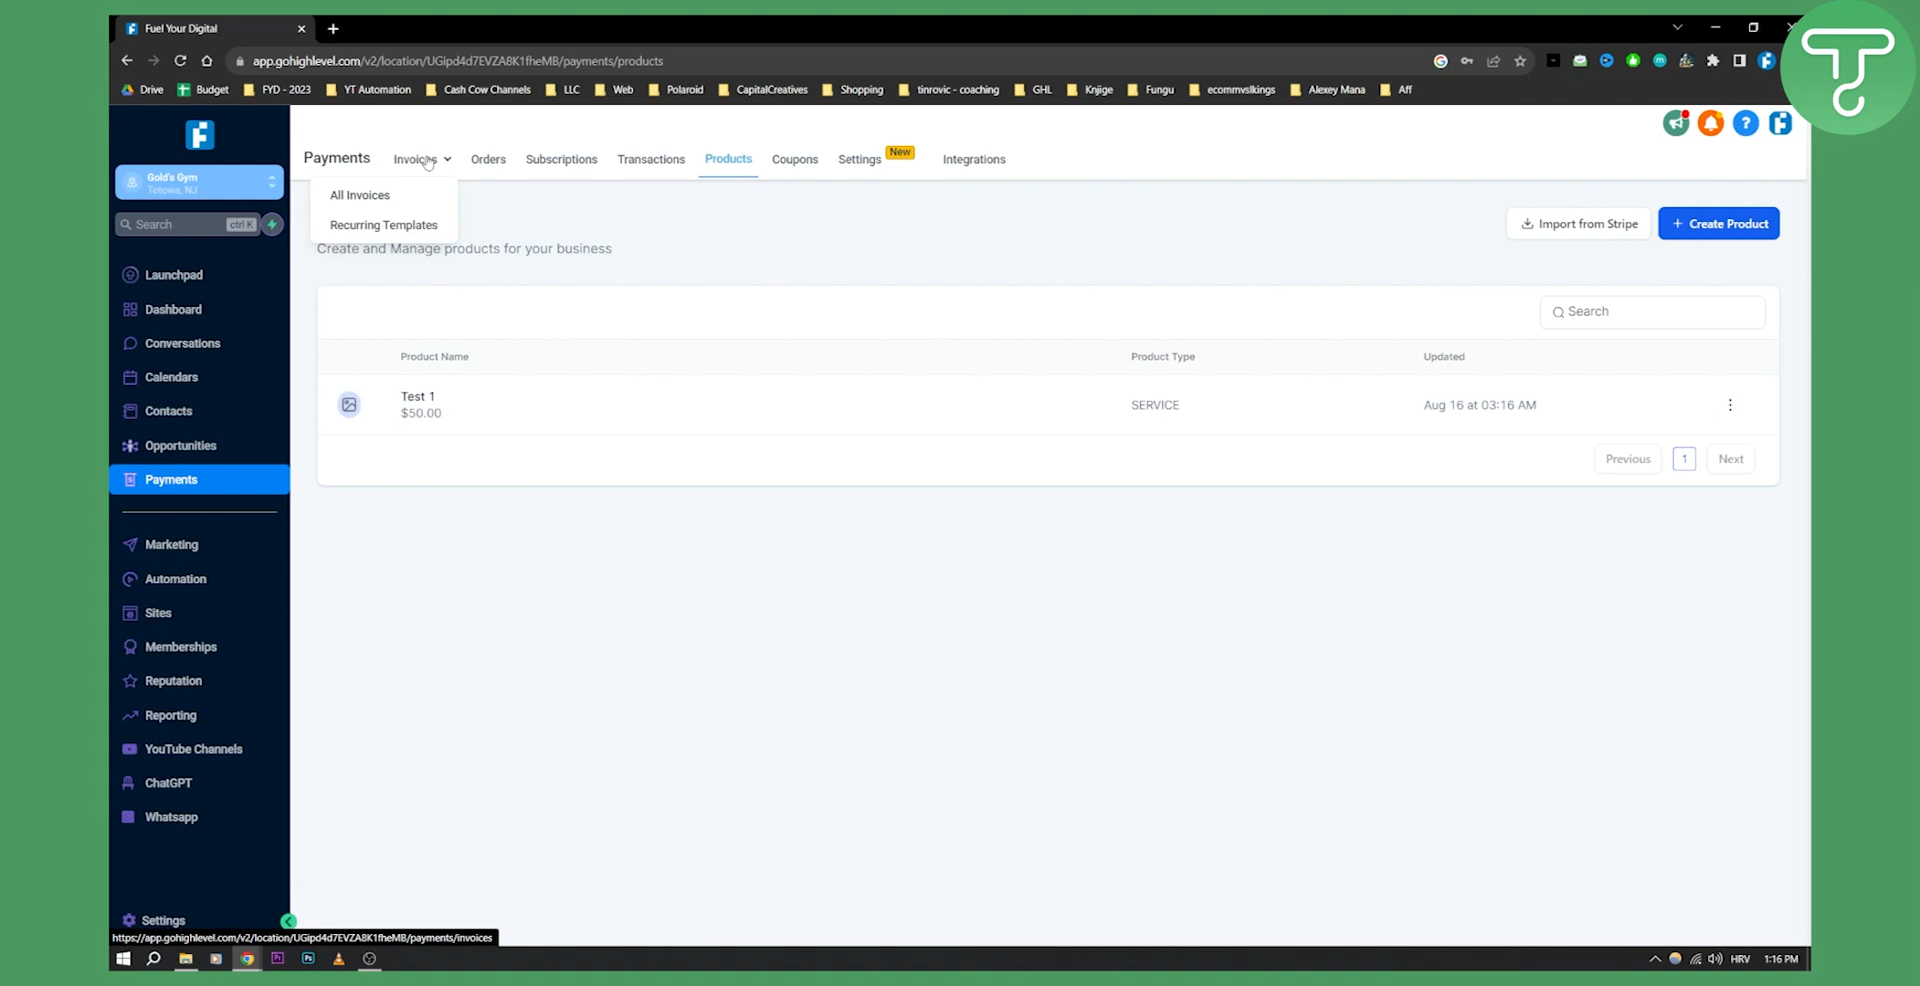 Fuel Your Digital
app.gohighlevel.com/v2/location/UGipd4d7EVZA8K1fheMB/payments/products
Drive Budget FYD - 2023 YT Automation Cash Cow Channels LLC Web Polaroid CapitalCreatives Shopping tinrovic - coaching GHL Knjige Fungu ecommvslkings Alexey Mana Aff
Gold's Gym
Totowa, NJ
Search ctrl K
Launchpad
Dashboard
Conversations
Calendars
Contacts
Opportunities
Payments
Marketing
Automation
Sites
Memberships
Reputation
Reporting
YouTube Channels
ChatGPT
Whatsapp
Settings
Payments Invoices Orders Subscriptions Transactions Products Coupons Settings New Integrations
All Invoices
Recurring Templates
Create and Manage products for your business
Import from Stripe
+ Create Product
Search
Product Name Product Type Updated
Test 1
$50.00
SERVICE
Aug 16 at 03:16 AM
Previous 1 Next
https://app.gohighlevel.com/v2/location/UGipd4d7EVZA8K1fheMB/payments/invoices
HRV 1:16 PM